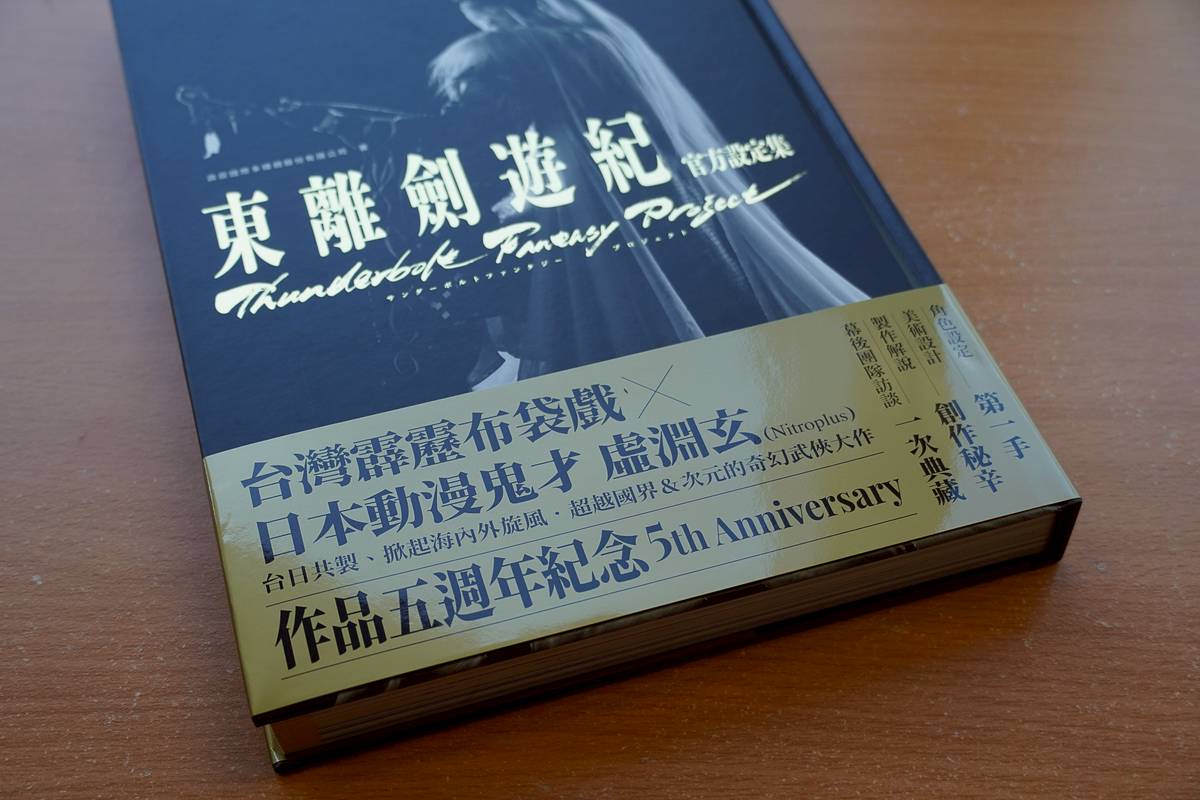 東離劍遊紀 官方設定集
Thunderbolt Fantasy Project
サンダーボルトファンタジー プロジェクト
台灣霹靂布袋戲×
日本動漫鬼才 虛淵玄(Nitroplus)
台日共製、掀起海內外旋風．超越國界&次元的奇幻武俠大作
作品五週年紀念 5th Anniversary
角色設定
美術設計
製作解說
幕後團隊訪談
第一手
創作秘辛
一次典藏